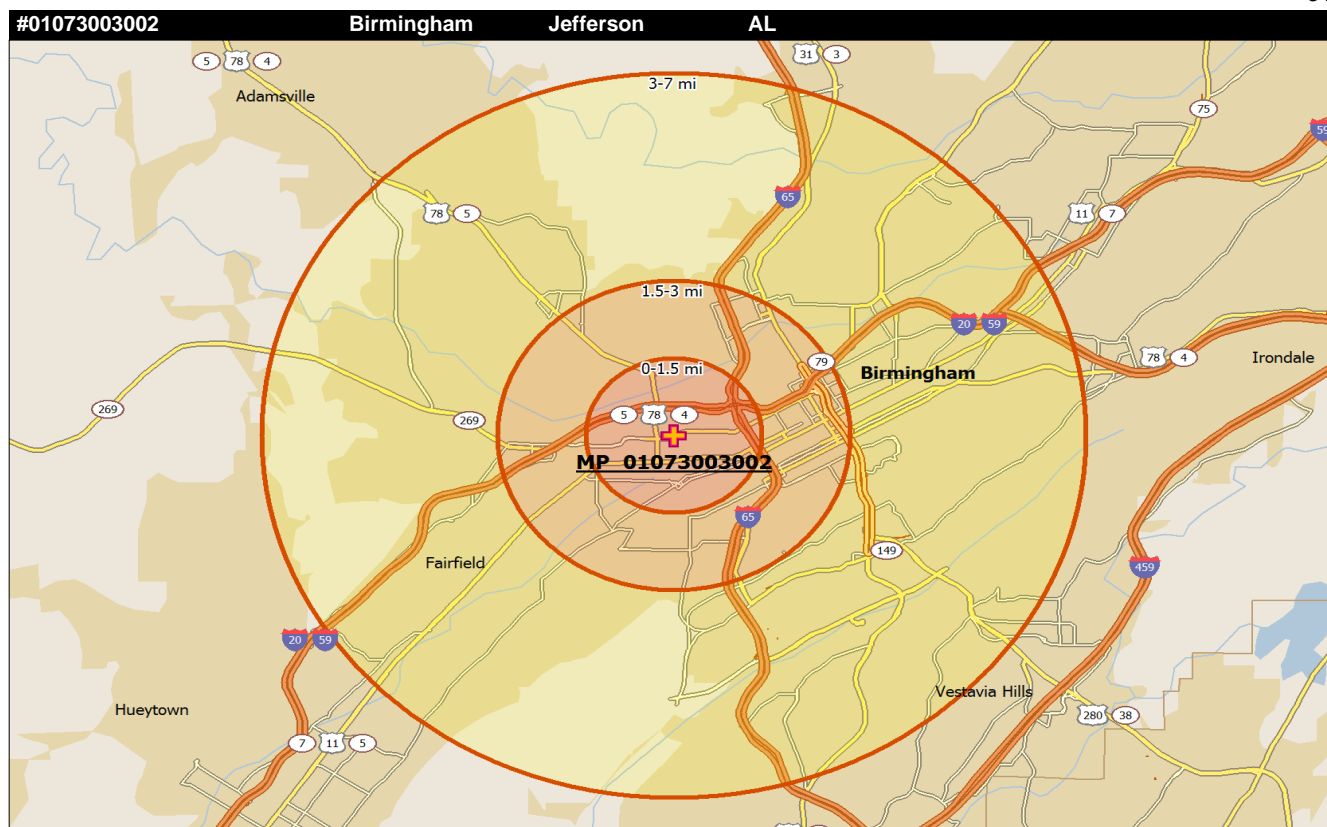 #01073003002 Birmingham Jefferson AL
31 3
5 78 4
3-7 mi
Adamsville
75
59
65
78 5
11 7
1.5-3 mi
20 59
78 4
Irondale
79
0-1.5 mi
Birmingham
269
5 78 4
269
MP 01073003002
65
149
Fairfield
459
20 59
Vestavia Hills
Hueytown
280 38
7 11 5